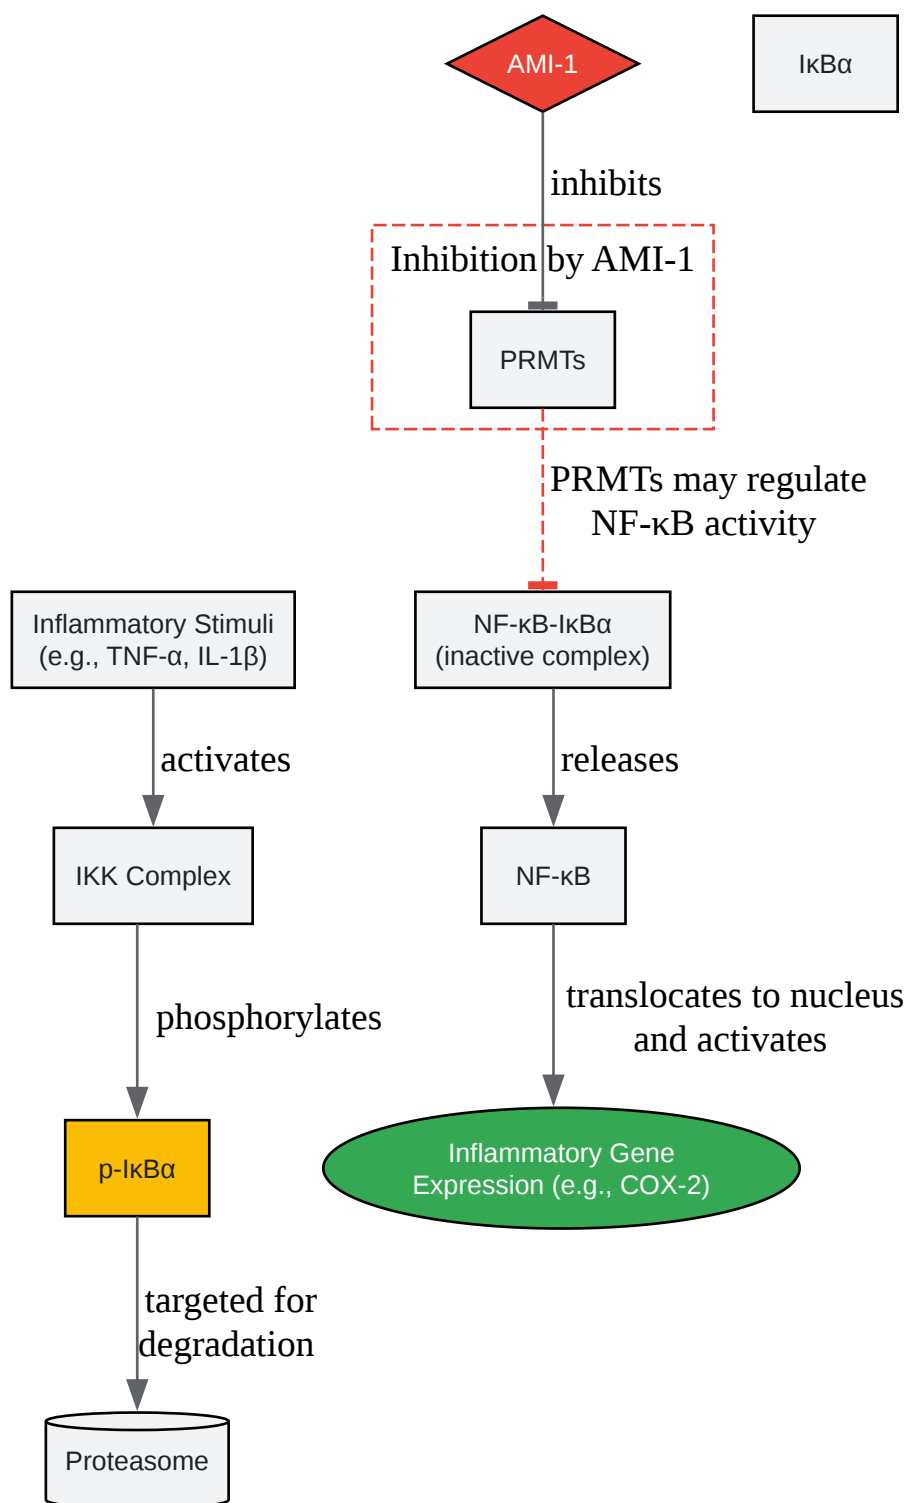 AMI-1
IκBα
inhibits
Inhibition by AMI-1
PRMTs
PRMTs may regulate
NF-κB activity
Inflammatory Stimuli
(e.g., TNF-α, IL-1β)
NF-κB-IκBα
(inactive complex)
activates
releases
IKK Complex
NF-κB
phosphorylates
translocates to nucleus
and activates
p-IκBα
Inflammatory Gene
Expression (e.g., COX-2)
targeted for
degradation
Proteasome